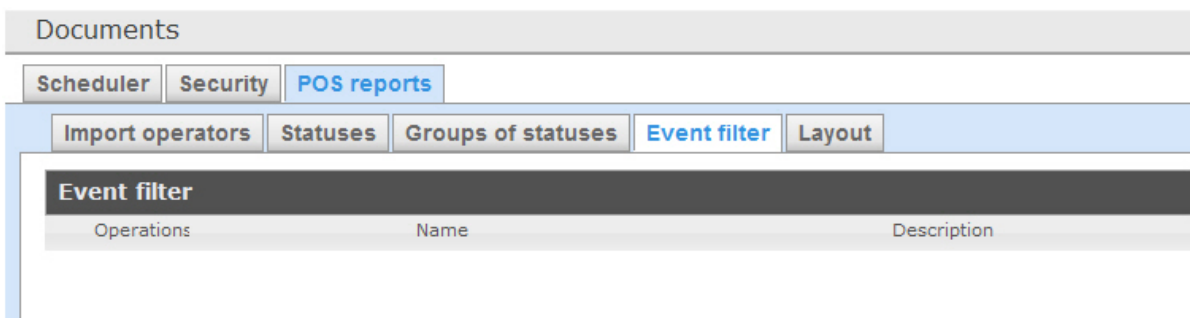 Documents
Scheduler Security POS reports
Import operators Statuses Groups of statuses Event filter Layout
Event filter
Operations Name Description